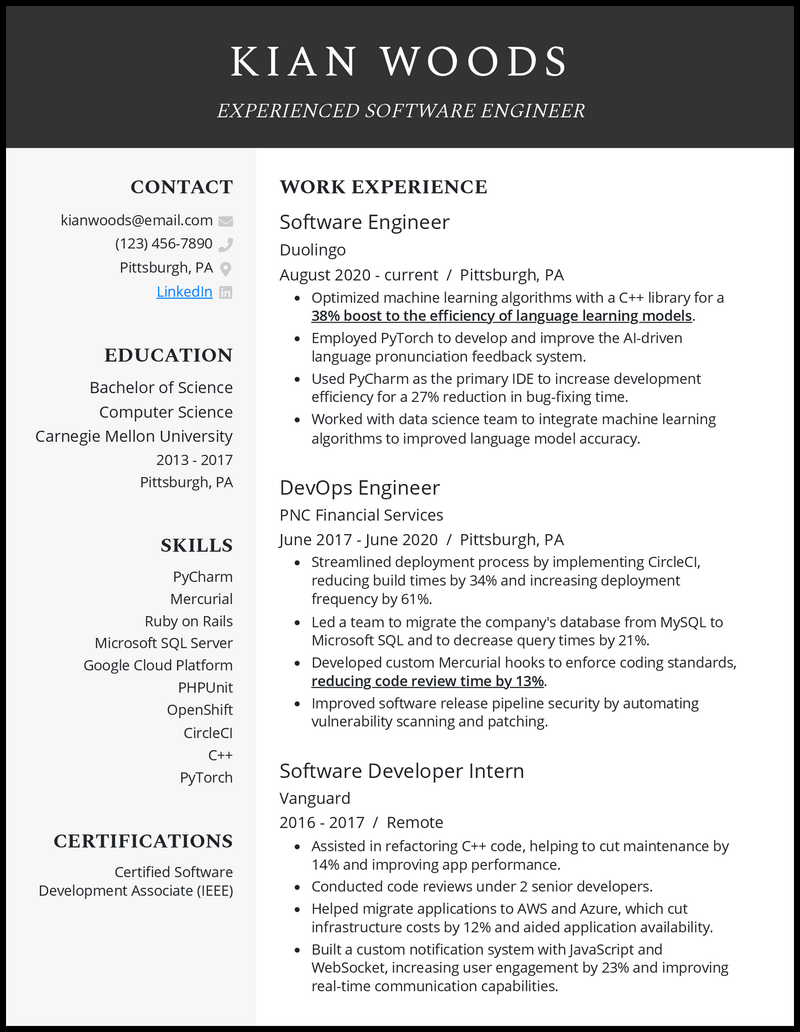 KIAN WOODS
EXPERIENCED SOFTWARE ENGINEER
CONTACT
kianwoods@email.com
(123) 456-7890
Pittsburgh, PA
LinkedIn
EDUCATION
Bachelor of Science
Computer Science
Carnegie Mellon University
2013 - 2017
Pittsburgh, PA
SKILLS
PyCharm
Mercurial
Ruby on Rails
Microsoft SQL Server
Google Cloud Platform
PHPUnit
OpenShift
CircleCI
C++
PyTorch
CERTIFICATIONS
Certified Software
Development Associate (IEEE)
WORK EXPERIENCE
Software Engineer
Duolingo
August 2020 - current / Pittsburgh, PA
• Optimized machine learning algorithms with a C++ library for a
38% boost to the efficiency of language learning models.
• Employed PyTorch to develop and improve the AI-driven
language pronunciation feedback system.
• Used PyCharm as the primary IDE to increase development
efficiency for a 27% reduction in bug-fixing time.
• Worked with data science team to integrate machine learning
algorithms to improved language model accuracy.
DevOps Engineer
PNC Financial Services
June 2017 - June 2020 / Pittsburgh, PA
• Streamlined deployment process by implementing CircleCI,
reducing build times by 34% and increasing deployment
frequency by 61%.
• Led a team to migrate the company's database from MySQL to
Microsoft SQL and to decrease query times by 21%.
• Developed custom Mercurial hooks to enforce coding standards,
reducing code review time by 13%.
• Improved software release pipeline security by automating
vulnerability scanning and patching.
Software Developer Intern
Vanguard
2016 - 2017 / Remote
• Assisted in refactoring C++ code, helping to cut maintenance by
14% and improving app performance.
• Conducted code reviews under 2 senior developers.
• Helped migrate applications to AWS and Azure, which cut
infrastructure costs by 12% and aided application availability.
• Built a custom notification system with JavaScript and
WebSocket, increasing user engagement by 23% and improving
real-time communication capabilities.